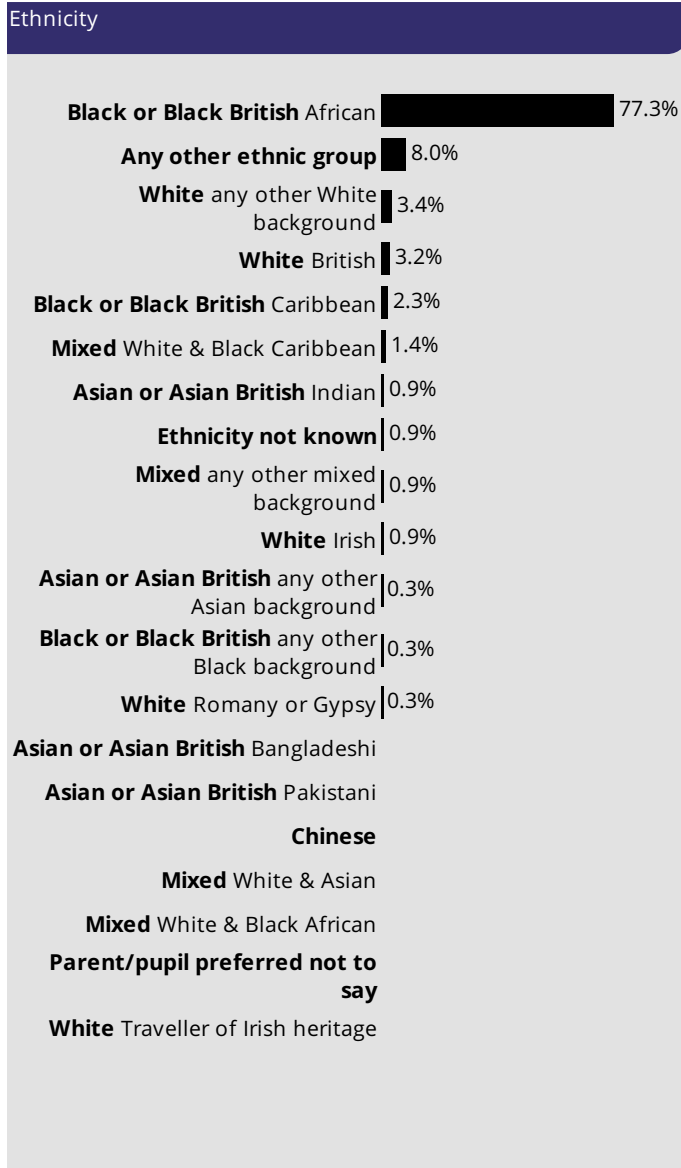 Ethnicity
Black or Black British African 77.3%
Any other ethnic group 8.0%
White any other White
background 3.4%
White British 3.2%
Black or Black British Caribbean 2.3%
Mixed White & Black Caribbean 1.4%
Asian or Asian British Indian 0.9%
Ethnicity not known 0.9%
Mixed any other mixed
background 0.9%
White Irish 0.9%
Asian or Asian British any other
Asian background 0.3%
Black or Black British any other
Black background 0.3%
White Romany or Gypsy 0.3%
Asian or Asian British Bangladeshi
Asian or Asian British Pakistani
Chinese
Mixed White & Asian
Mixed White & Black African
Parent/pupil preferred not to
say
White Traveller of Irish heritage